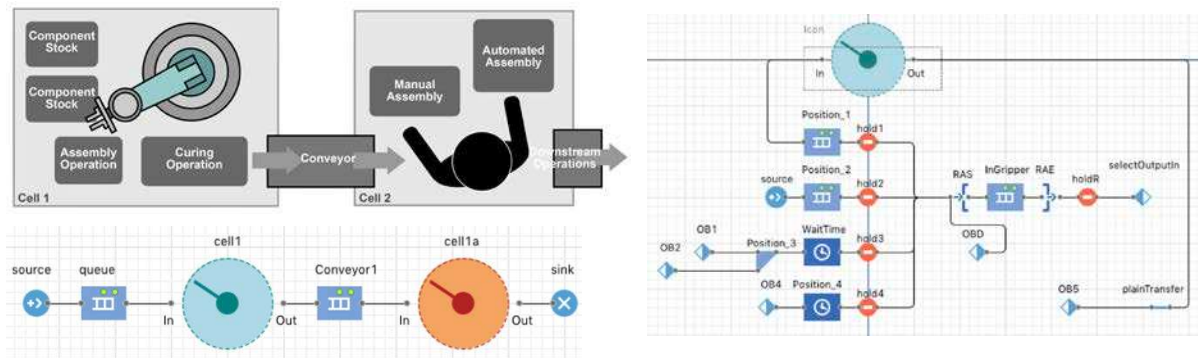 Component
Stock
Component
Stock
Assembly
Operation
Curing
Operation
Cell 1
Conveyor
Manual
Assembly
Automated
Assembly
Downstream
Operations
Cell 2
source
queue
cell1
In
Out
Conveyor1
cell1a
In
Out
sink
Icon
In
Out
Position_1
hold1
source
Position_2
hold2
RAS
InGripper
RAE
holdR
selectOutputIn
OB1
OB2
Position_3
WaitTime
hold3
OBD
OB4
Position_4
hold4
OB5
plainTransfer